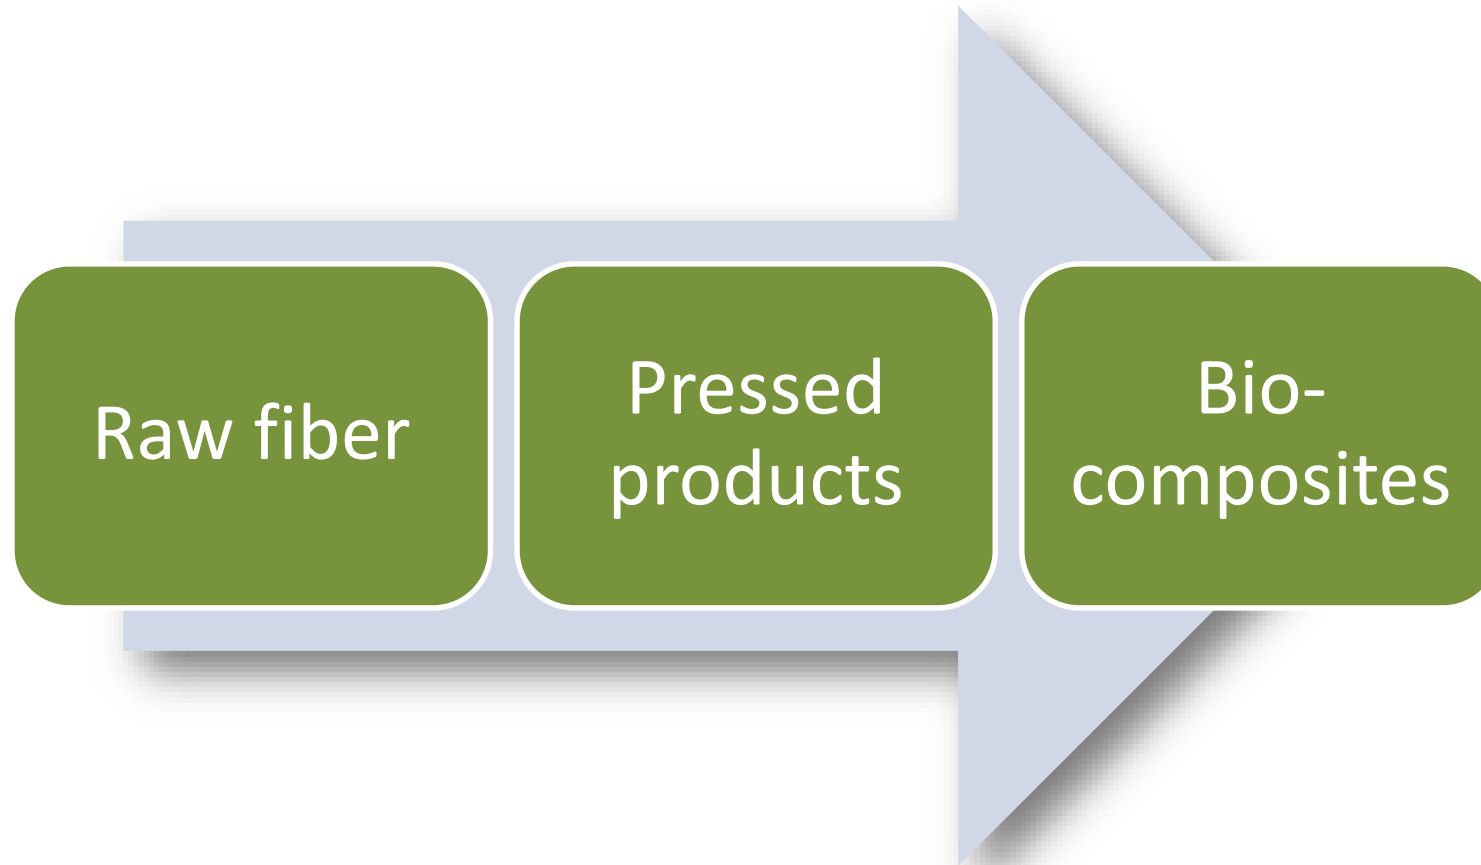 Raw fiber
Pressed
products
Bio-
composites